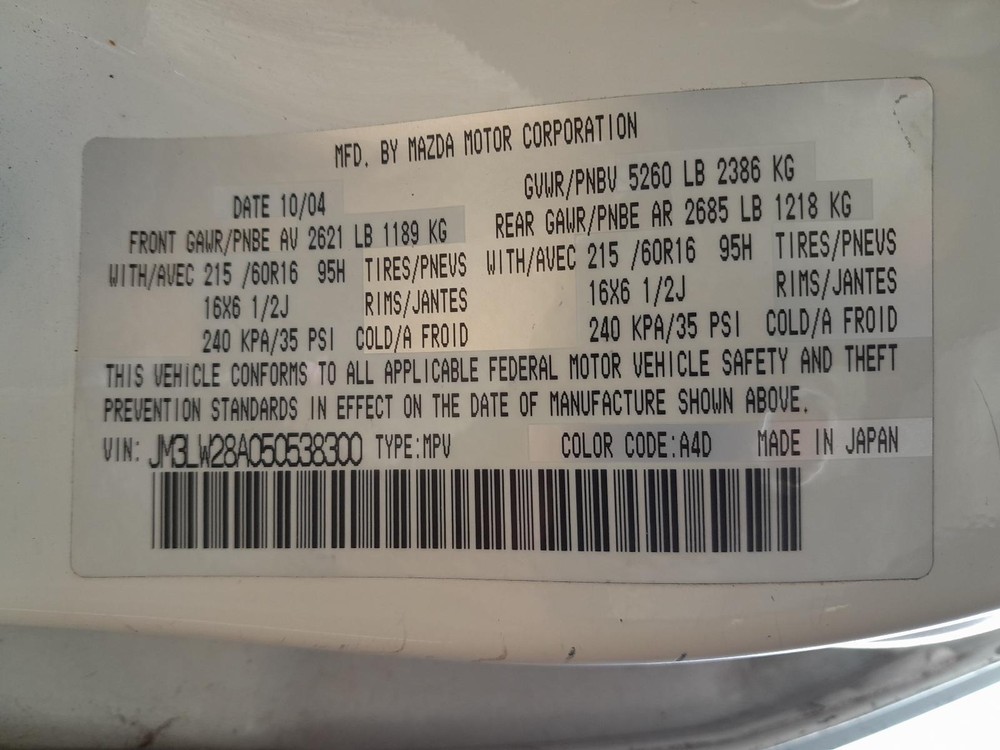 MFD. BY MAZDA MOTOR CORPORATION
DATE 10/04 GVWR/PNBV 5260 LB 2386 KG
FRONT GAWR/PNBE AV 2621 LB 1189 KG REAR GAWR/PNBE AR 2685 LB 1218 KG
WITH/AVEC 215 /60R16 95H TIRES/PNEUS WITH/AVEC 215 /60R16 95H TIRES/PNEUS
16X6 1/2J RIMS/JANTES 16X6 1/2J RIMS/JANTES
240 KPA/35 PSI COLD/A FROID 240 KPA/35 PSI COLD/A FROID
THIS VEHICLE CONFORMS TO ALL APPLICABLE FEDERAL MOTOR VEHICLE SAFETY AND THEFT
PREVENTION STANDARDS IN EFFECT ON THE DATE OF MANUFACTURE SHOWN ABOVE.
VIN: JM3LW28A050538300 TYPE:MPV COLOR CODE:A4D MADE IN JAPAN